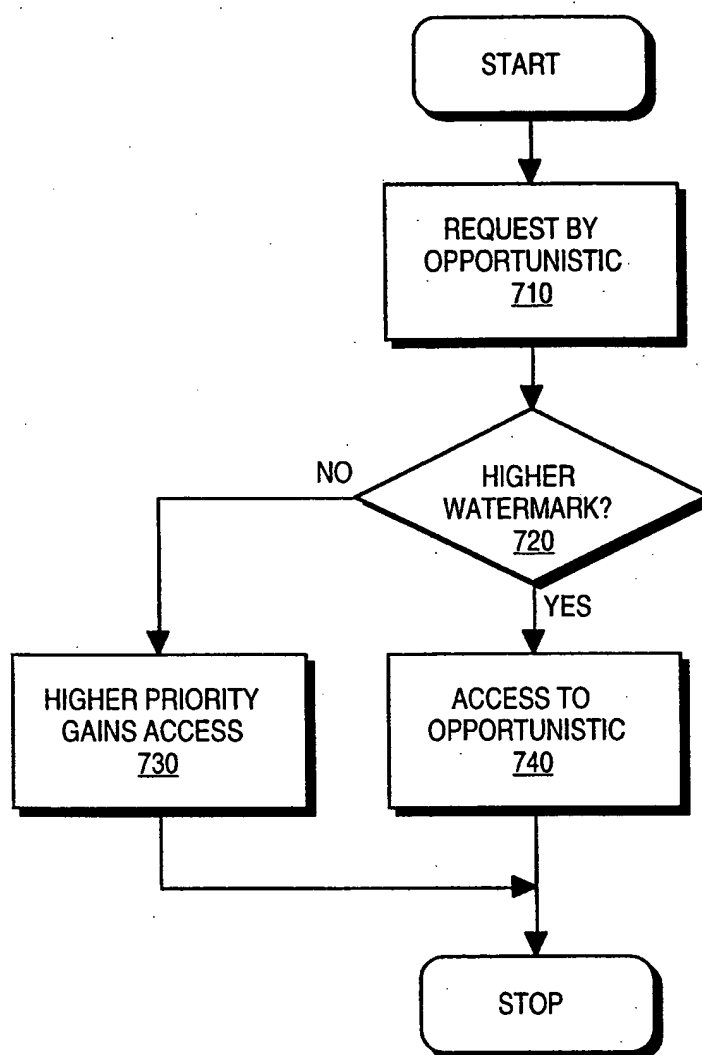 START
REQUEST BY
OPPORTUNISTIC
710
HIGHER
WATERMARK?
720
NO
YES
HIGHER PRIORITY
GAINS ACCESS
730
ACCESS TO
OPPORTUNISTIC
740
STOP